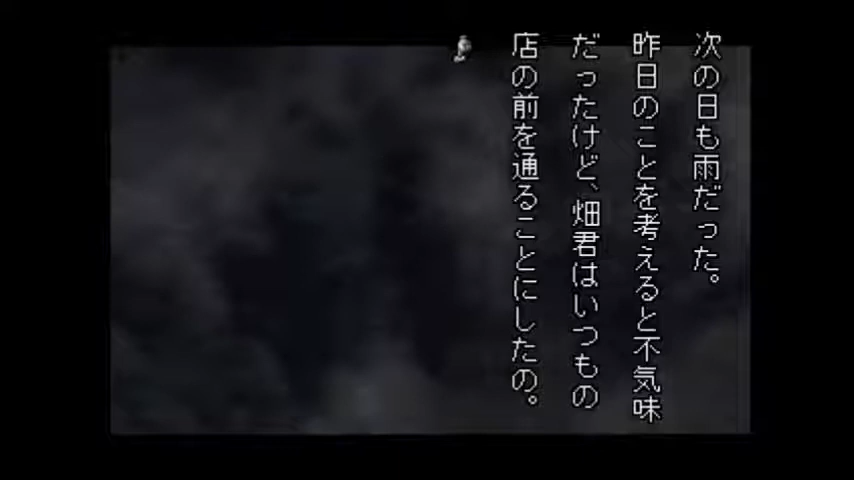 次の日も雨だった。
昨日のことを考えると不気味
だったけど、畑君はいつもの
店の前を通ることにしたの。